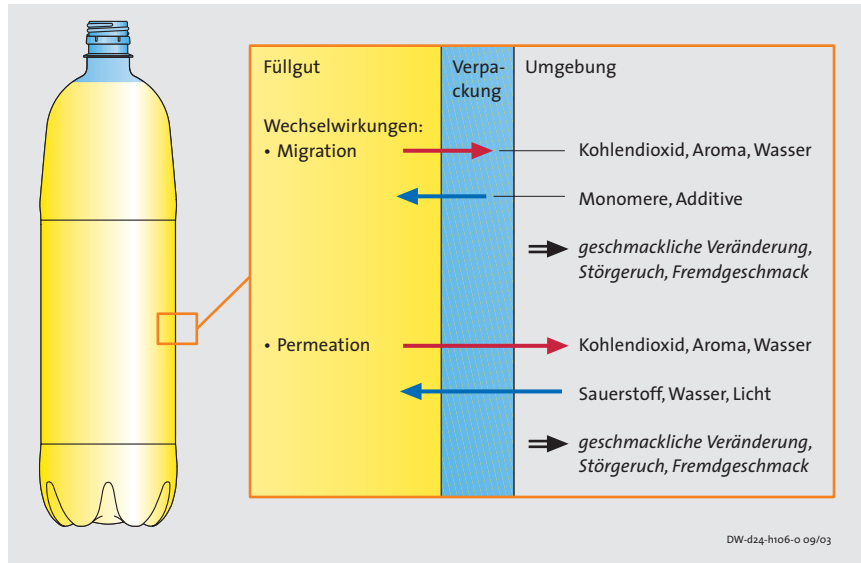 Füllgut
Verpa-
ckung
Umgebung
Wechselwirkungen:
• Migration
Kohlendioxid, Aroma, Wasser
Monomere, Additive
geschmackliche Veränderung,
Störgeruch, Fremdgeschmack
• Permeation
Kohlendioxid, Aroma, Wasser
Sauerstoff, Wasser, Licht
geschmackliche Veränderung,
Störgeruch, Fremdgeschmack
DW-d24-h106-0 09/03